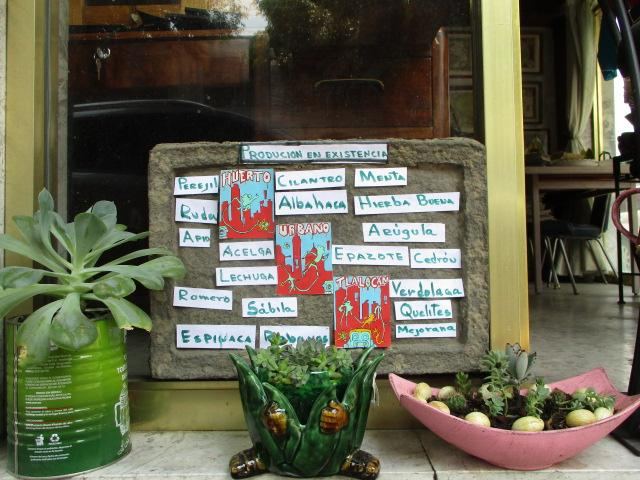 PRODUCION EN EXISTENCIA
PEREJIL
HUERTO
CILANTRO
MENTA
Ruda
AlbAhACA
HIERBA BUENA
APIO
URBANO
ARÚGULA
ACELGA
EPAZOTE
CEDRÓN
LECHUGA
TLALOCAN
VERDOLAGA
ROMERO
SÁBILA
QUELITES
ESPINACA
MEJORANA